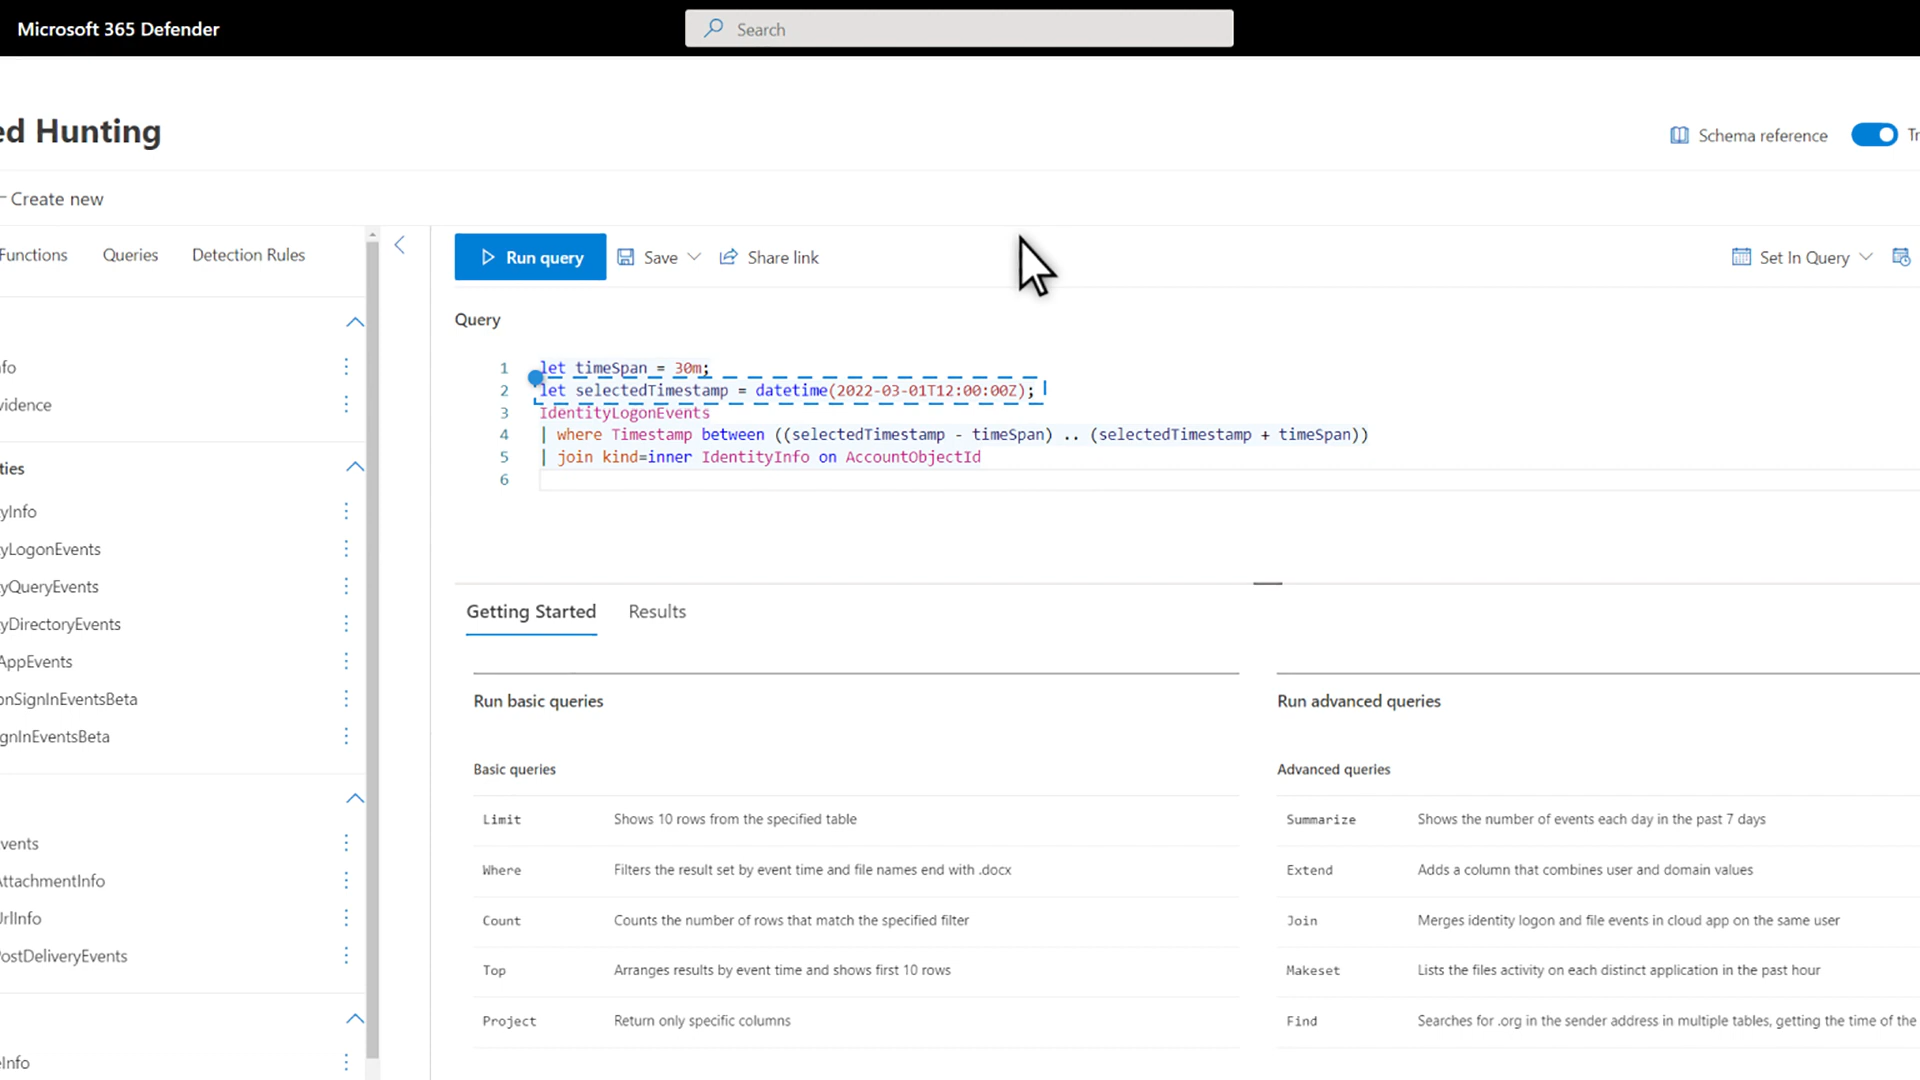 Microsoft 365 Defender
Search
ed Hunting
Schema reference
Tr
Create new
Functions
Queries
Detection Rules
Run query
Save
Share link
Set In Query
Query
1 let timeSpan = 30m;
2 let selectedTimestamp = datetime(2022-03-01T12:00:00Z);
3 IdentityLogonEvents
4 | where Timestamp between ((selectedTimestamp - timeSpan) .. (selectedTimestamp + timeSpan))
5 | join kind=inner IdentityInfo on AccountObjectId
6
fo
vidence
ties
yInfo
yLogonEvents
yQueryEvents
yDirectoryEvents
AppEvents
onSignInEventsBeta
gnInEventsBeta
vents
AttachmentInfo
UrlInfo
PostDeliveryEvents
eInfo
Getting Started
Results
Run basic queries
Basic queries
Limit Shows 10 rows from the specified table
Where Filters the result set by event time and file names end with .docx
Count Counts the number of rows that match the specified filter
Top Arranges results by event time and shows first 10 rows
Project Return only specific columns
Run advanced queries
Advanced queries
Summarize Shows the number of events each day in the past 7 days
Extend Adds a column that combines user and domain values
Join Merges identity logon and file events in cloud app on the same user
Makeset Lists the files activity on each distinct application in the past hour
Find Searches for .org in the sender address in multiple tables, getting the time of the